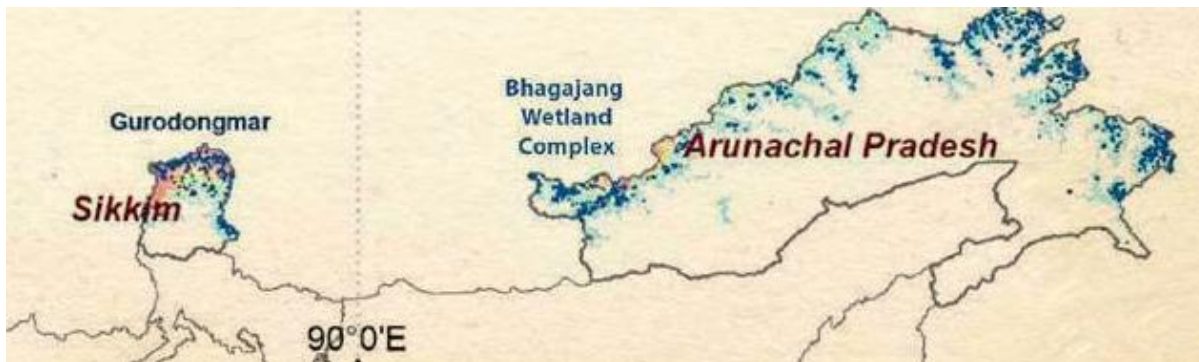 Gurodongmar
Sikkim
Bhagajang
Wetland
Complex
Arunachal Pradesh
90°0'E